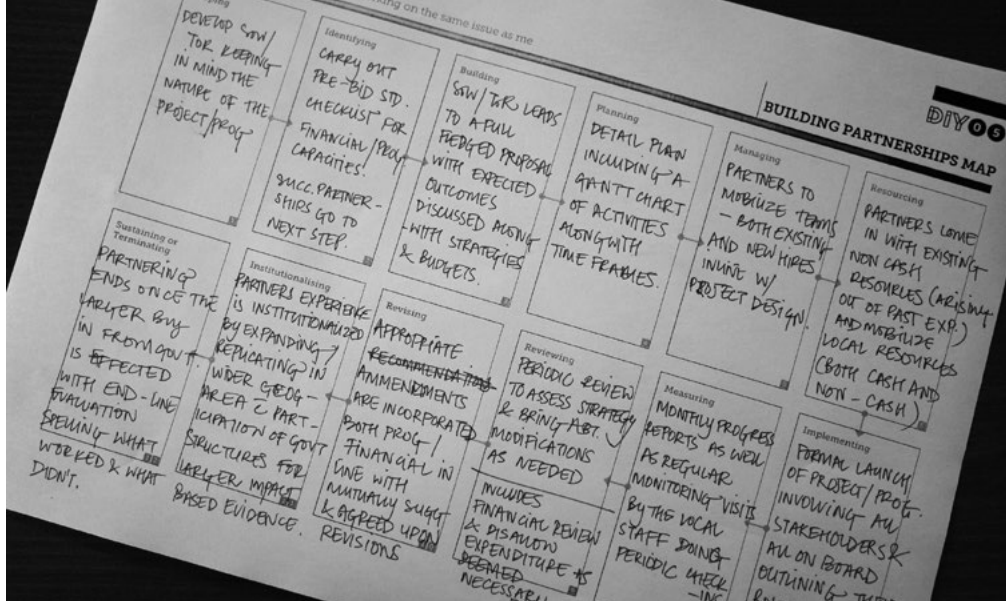 king on the same issue as me
DIY05
BUILDING PARTNERSHIPS MAP
DEVELOP SOW/
TOR KEEPING
IN MIND THE
NATURE OF THE
PROJECT/PROG
Identifying
CARRY OUT
PRE-BID STD.
CHECKLIST FOR
FINANCIAL/PROG
CAPACITIES.
SUCC. PARTNER-
SHIPS GO TO
NEXT STEP.
Building
SOW/TOR LEADS
TO A FULL
FLEDGED PROPOSAL
WITH EXPECTED
OUTCOMES
DISCUSSED ALONG
-WITH STRATEGIES
& BUDGETS.
Planning
DETAIL PLAN
INCLUDING A
GANTT CHART
OF ACTIVITIES
ALONGWITH
TIME FRAMES.
Managing
PARTNERS TO
MOBILIZE TEAMS
- BOTH EXISTING
AND NEW HIRES
INLINE W/
PROJECT DESIGN.
Resourcing
PARTNERS COME
IN WITH EXISTING
NON CASH
RESOURCES (ARISING
OUT OF PAST EXP.)
AND MOBILIZE
LOCAL RESOURCES
(BOTH CASH AND
NON-CASH)
Implementing
FORMAL LAUNCH
OF PROJECT/PROG.
INVOLVING ALL
STAKEHOLDERS &
ALL ON BOARD
OUTLINING
Measuring
MONTHLY PROGRESS
REPORTS AS WELL
AS REGULAR
MONITORING VISITS
BY THE LOCAL
STAFF DOING
PERIODIC CHECK
-INS
Reviewing
PERIODIC REVIEW
TO ASSESS STRATEGY
& BRING ABT.
MODIFICATIONS
AS NEEDED
INCLUDES
FINANCIAL REVIEW
& DISALLOW
EXPENDITURE AS
DEEMED
NECESSARY
Revising
APPROPRIATE
RECOMMENDATIONS
AMMENDMENTS
ARE INCORPORATED
BOTH PROG/
FINANCIAL IN
LINE WITH
MUTUALLY SUGG-
& AGREED UPON
REVISIONS
Institutionalising
PARTNERS EXPERIENCE
IS INSTITUTIONALIZED
BY EXPANDING/
REPLICATING IN
WIDER GEOG-
AREA C PART-
ICIPATION OF GOVT
STRUCTURES FOR
LARGER IMPACT
BASED EVIDENCE.
Sustaining or
Terminating
PARTNERING
ENDS ONCE THE
LARGER BUY
IN FROM GOVT.
IS EFFECTED
WITH END-LINE
EVALUATION
SPELLING WHAT
WORKED & WHAT
DIDN'T.